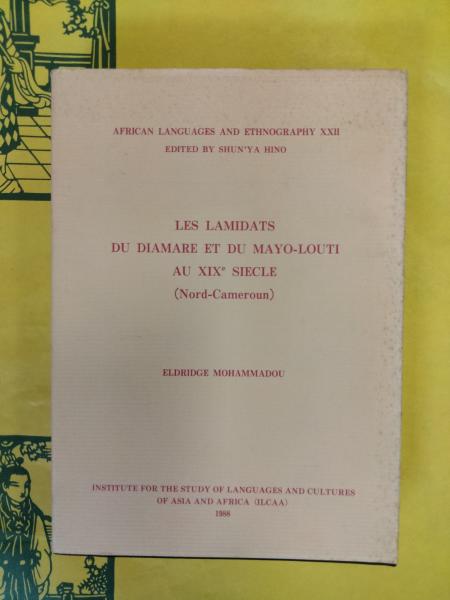 AFRICAN LANGUAGES AND ETHNOGRAPHY XXII
EDITED BY SHUN'YA HINO
LES LAMIDATS
DU DIAMARE ET DU MAYO-LOUTI
AU XIXe SIECLE
(Nord-Cameroun)
ELDRIDGE MOHAMMADOU
INSTITUTE FOR THE STUDY OF LANGUAGES AND CULTURES
OF ASIA AND AFRICA (ILCAA)
1988